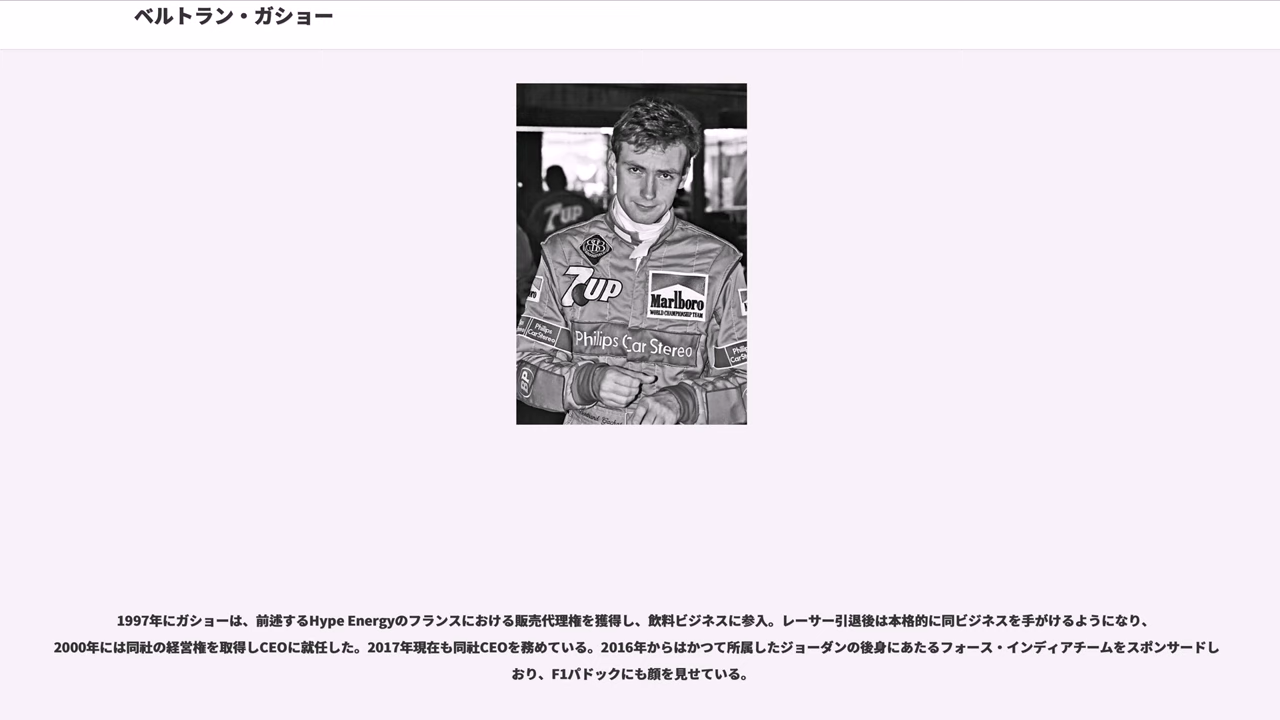 ベルトラン・ガショー
7UP
7UP
Marlboro
WORLD CHAMPIONSHIP TEAM
Philips
Car Stereo
Philips Car Stereo
BP
1997年にガショーは、前述するHype Energyのフランスにおける販売代理権を獲得し、飲料ビジネスに参入。レーサー引退後は本格的に同ビジネスを手がけるようになり、
2000年には同社の経営権を取得しCEOに就任した。2017年現在も同社CEOを務めている。2016年からはかつて所属したジョーダンの後身にあたるフォース・インディアチームをスポンサードし
おり、F1パドックにも顔を見せている。